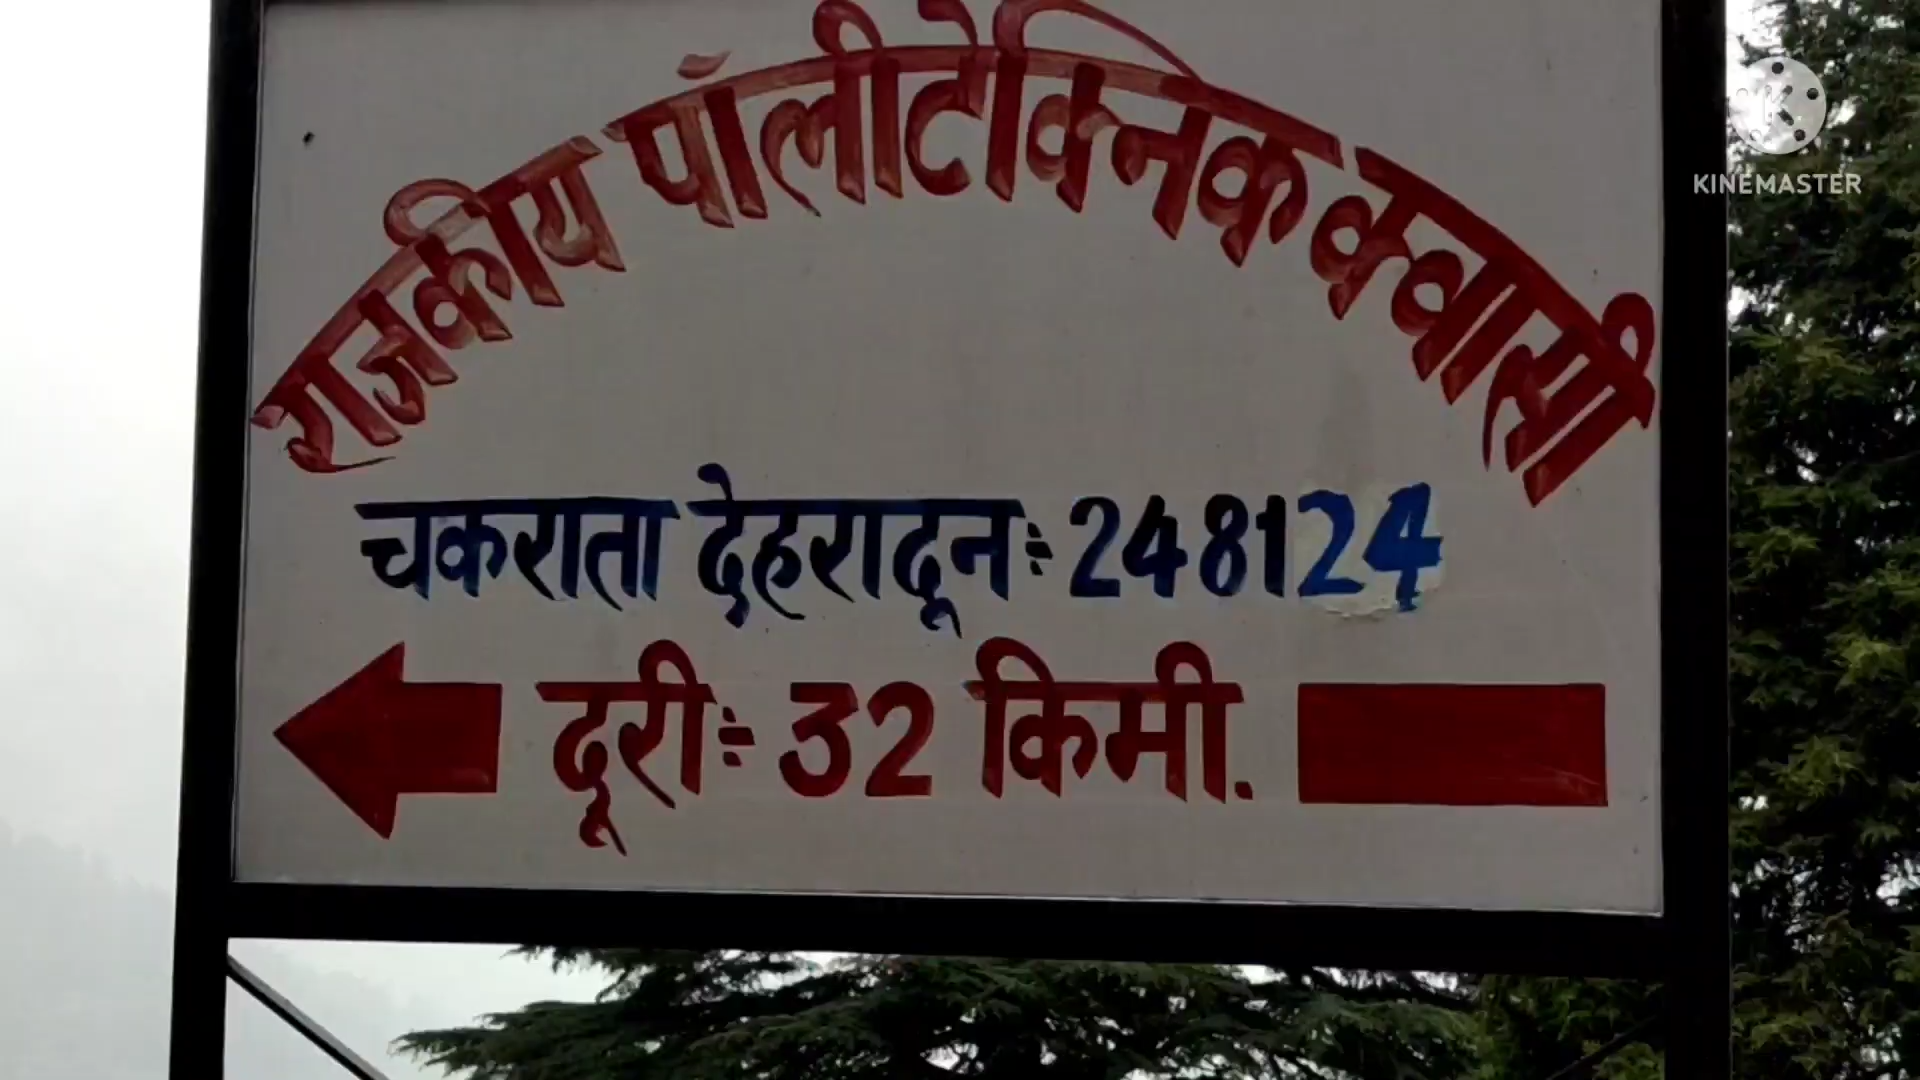 राजकीय पॉलीटेक्निक क्वासी
चकराता देहरादून:- 248124
दूरी:- 32 किमी.
KINEMASTER